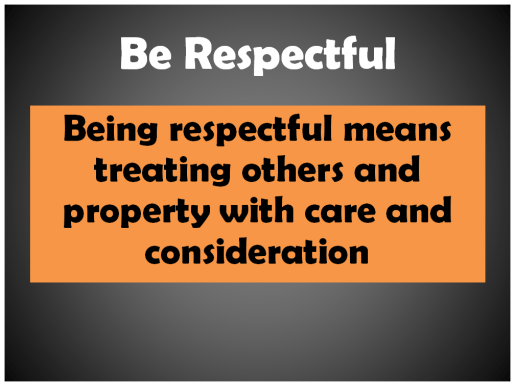 Be Respectful
Being respectful means
treating others and
property with care and
consideration